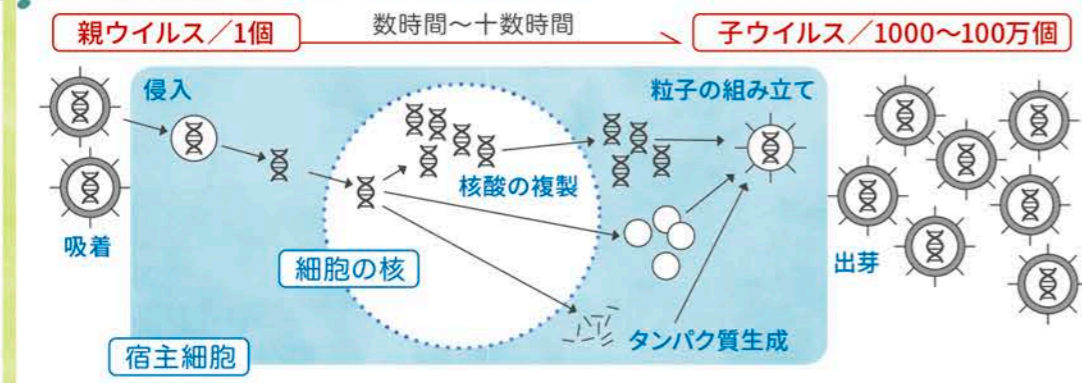 親ウイルス／1個
数時間〜十数時間
子ウイルス／1000〜100万個
侵入
粒子の組み立て
核酸の複製
吸着
細胞の核
出芽
タンパク質生成
宿主細胞